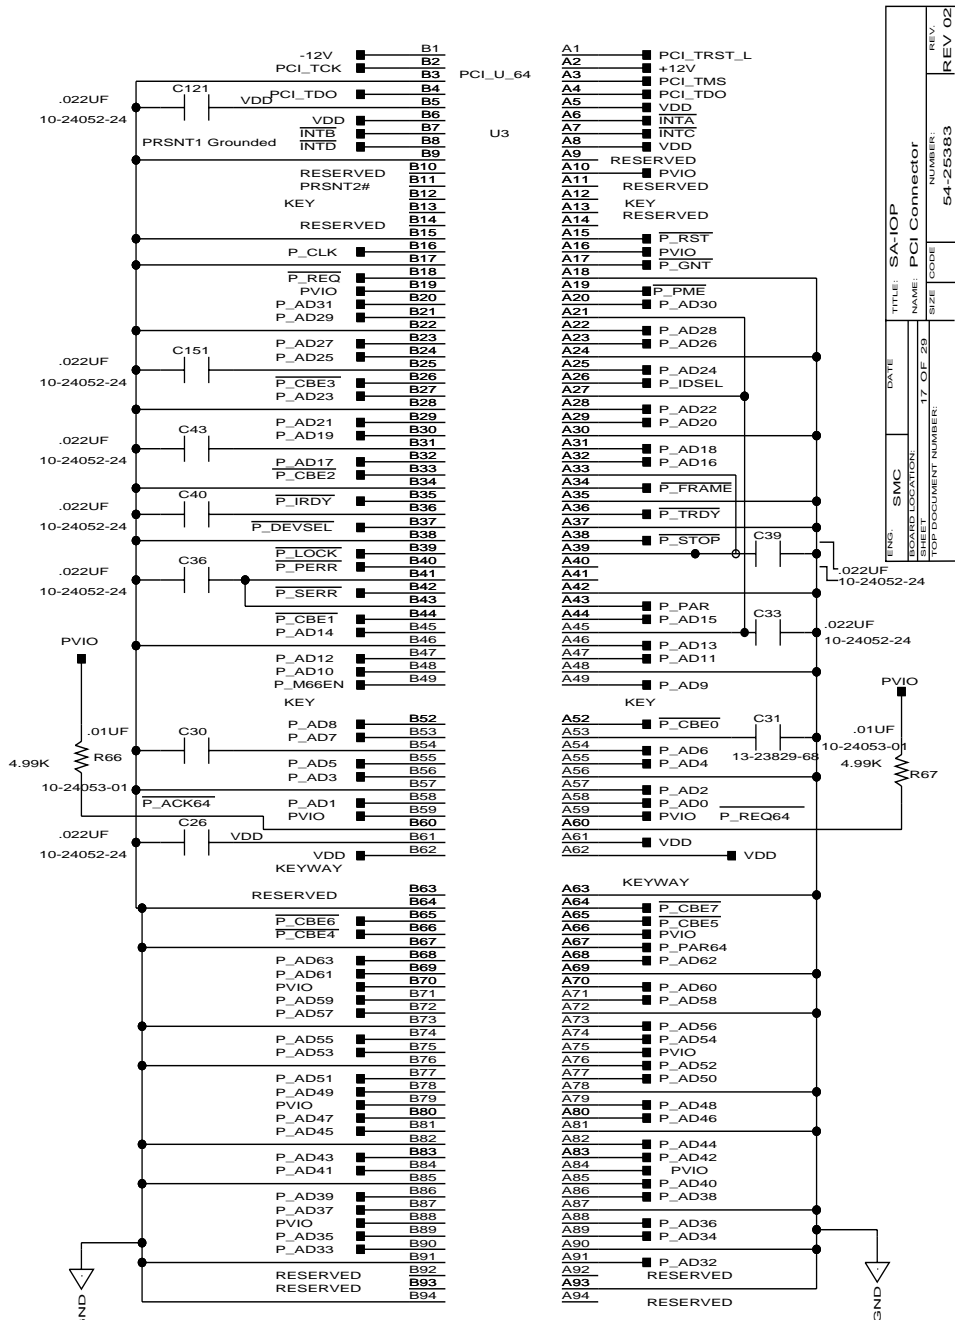 -12V B1
PCI_TCK B2
B3
C121
.022UF
PCI_TDO B4
VDD B5
10-24052-24
VDD B6
INTB B7
PRSNT1 Grounded
INTD B8
B9
RESERVED B10
PRSNT2# B11
B12
KEY
B13
B14
RESERVED
B15
P_CLK B16
B17
P_REQ B18
PVIO B19
P_AD31 B20
P_AD29 B21
B22
P_AD27 B23
C151
P_AD25 B24
.022UF
B25
10-24052-24
P_CBE3 B26
P_AD23 B27
B28
P_AD21 B29
C43
P_AD19 B30
.022UF
B31
10-24052-24
P_AD17 B32
P_CBE2 B33
B34
C40
P_IRDY B35
.022UF
B36
10-24052-24
P_DEVSEL B37
B38
P_LOCK B39
C36
P_PERR B40
.022UF
B41
10-24052-24
P_SERR B42
B43
P_CBE1 B44
P_AD14 B45
B46
PVIO
P_AD12 B47
P_AD10 B48
P_M66EN B49
KEY
P_AD8 B52
.01UF
C30
P_AD7 B53
B54
4.99K
R66
P_AD5 B55
P_AD3 B56
10-24053-01
B57
P_ACK64
P_AD1 B58
PVIO B59
C26
B60
.022UF
VDD B61
10-24052-24
VDD B62
KEYWAY
RESERVED
B63
B64
P_CBE6 B65
P_CBE4 B66
B67
P_AD63 B68
P_AD61 B69
PVIO B70
P_AD59 B71
P_AD57 B72
B73
P_AD55 B74
P_AD53 B75
B76
P_AD51 B77
P_AD49 B78
PVIO B79
P_AD47 B80
P_AD45 B81
B82
P_AD43 B83
P_AD41 B84
B85
P_AD39 B86
P_AD37 B87
PVIO B88
P_AD35 B89
P_AD33 B90
B91
RESERVED B92
RESERVED B93
B94
GND
PCI_U_64
U3
A1 PCI_TRST_L
A2 +12V
A3 PCI_TMS
A4 PCI_TDO
A5 VDD
A6 INTA
A7 INTC
A8 VDD
A9 RESERVED
A10 PVIO
A11 RESERVED
A12
KEY
A13
A14 RESERVED
A15 P_RST
A16 PVIO
A17 P_GNT
A18
A19 P_PME
A20 P_AD30
A21
A22 P_AD28
A23 P_AD26
A24
A25 P_AD24
A26 P_IDSEL
A27
A28 P_AD22
A29 P_AD20
A30
A31 P_AD18
A32 P_AD16
A33
A34 P_FRAME
A35
A36 P_TRDY
A37
A38 P_STOP
C39
A39
A40
.022UF
10-24052-24
A41
A42
A43 P_PAR
A44 P_AD15
C33
.022UF
10-24052-24
A45
A46 P_AD13
A47 P_AD11
A48
A49 P_AD9
PVIO
KEY
A52 P_CBE0
C31
.01UF
A53
10-24053-01
A54 P_AD6
13-23829-68
A55 P_AD4
4.99K
R67
A56
A57 P_AD2
A58 P_AD0
A59 PVIO
P_REQ64
A60
A61 VDD
A62 VDD
KEYWAY
A63
A64 P_CBE7
A65 P_CBE5
A66 PVIO
A67 P_PAR64
A68 P_AD62
A69
A70 P_AD60
A71 P_AD58
A72
A73 P_AD56
A74 P_AD54
A75 PVIO
A76 P_AD52
A77 P_AD50
A78
A79 P_AD48
A80 P_AD46
A81
A82 P_AD44
A83 P_AD42
A84 PVIO
A85 P_AD40
A86 P_AD38
A87
A88 P_AD36
A89 P_AD34
A90
A91 P_AD32
A92 RESERVED
A93
A94 RESERVED
GND
ENG. SMC
DATE
TITLE: SA-IOP
BOARD LOCATION:
NAME: PCI Connector
SHEET 17 OF 29
TOP DOCUMENT NUMBER:
SIZE
CODE
NUMBER: 54-25383
REV. REV 02